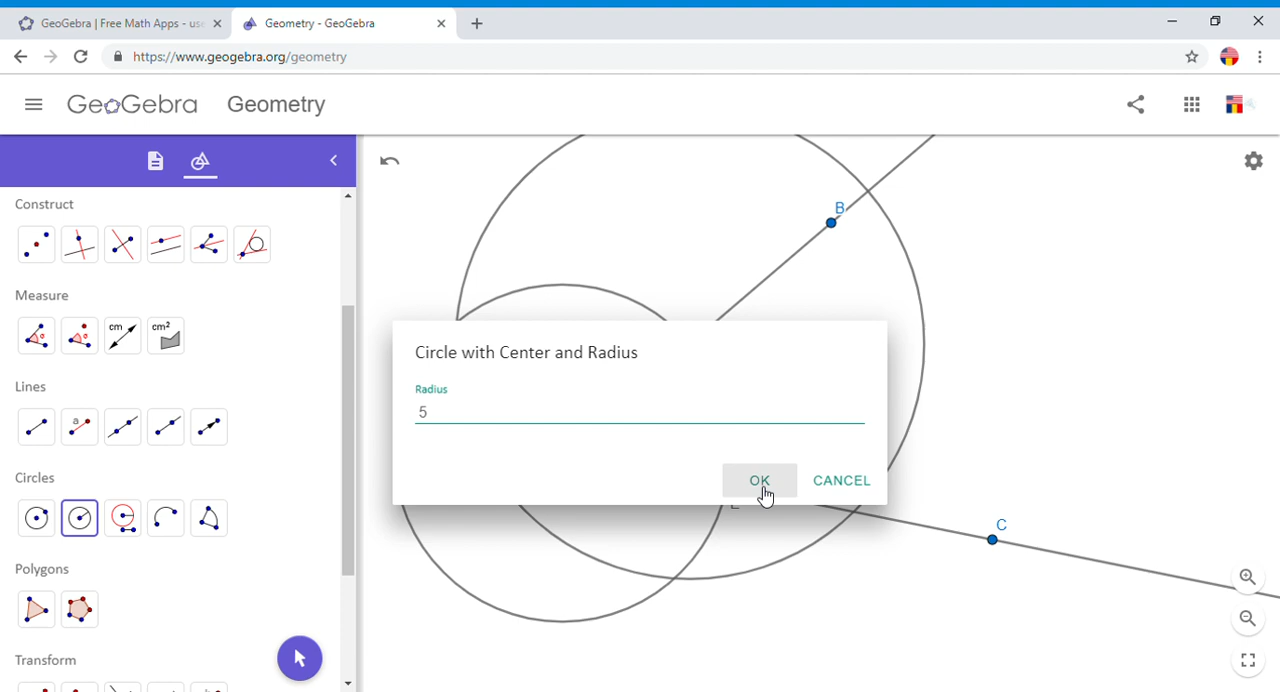 GeoGebra | Free Math Apps - use
Geometry - GeoGebra
https://www.geogebra.org/geometry
GeoGebra
Geometry
Construct
Measure
cm
cm²
Lines
a
Circles
Polygons
Transform
B
Circle with Center and Radius
Radius
5
OK
CANCEL
C